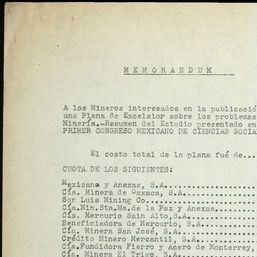 MEMORANDUM
A los Mineros interesados en la publicació
una Plana de Excelsior sobre los problemas
Minería.-Resumen del Estudio presentado en
PRIMER CONGRESO MEXICANO DE CIENCIAS SOCIA
El costo total de la plana fué de...
CUOTA DE LOS SIGUIENTES:
Mexicana y Anexas, S.A.
Cía. Minera de Oaxaca, S.A.
San Luis Mining Co.
Cía.Min.Sta.Ma.de la Paz y Anexas.
Cía. Mercurio Sain Alto,S.A.
Beneficiadora de Mercurio, S.A.
Cía. Minera San José, S.A.
Crédito Minero Mercantil, S.A.
Cía.Fundidora Fierro y Acero de Monterrey,
Cía. Minera El Trigo, S.A.